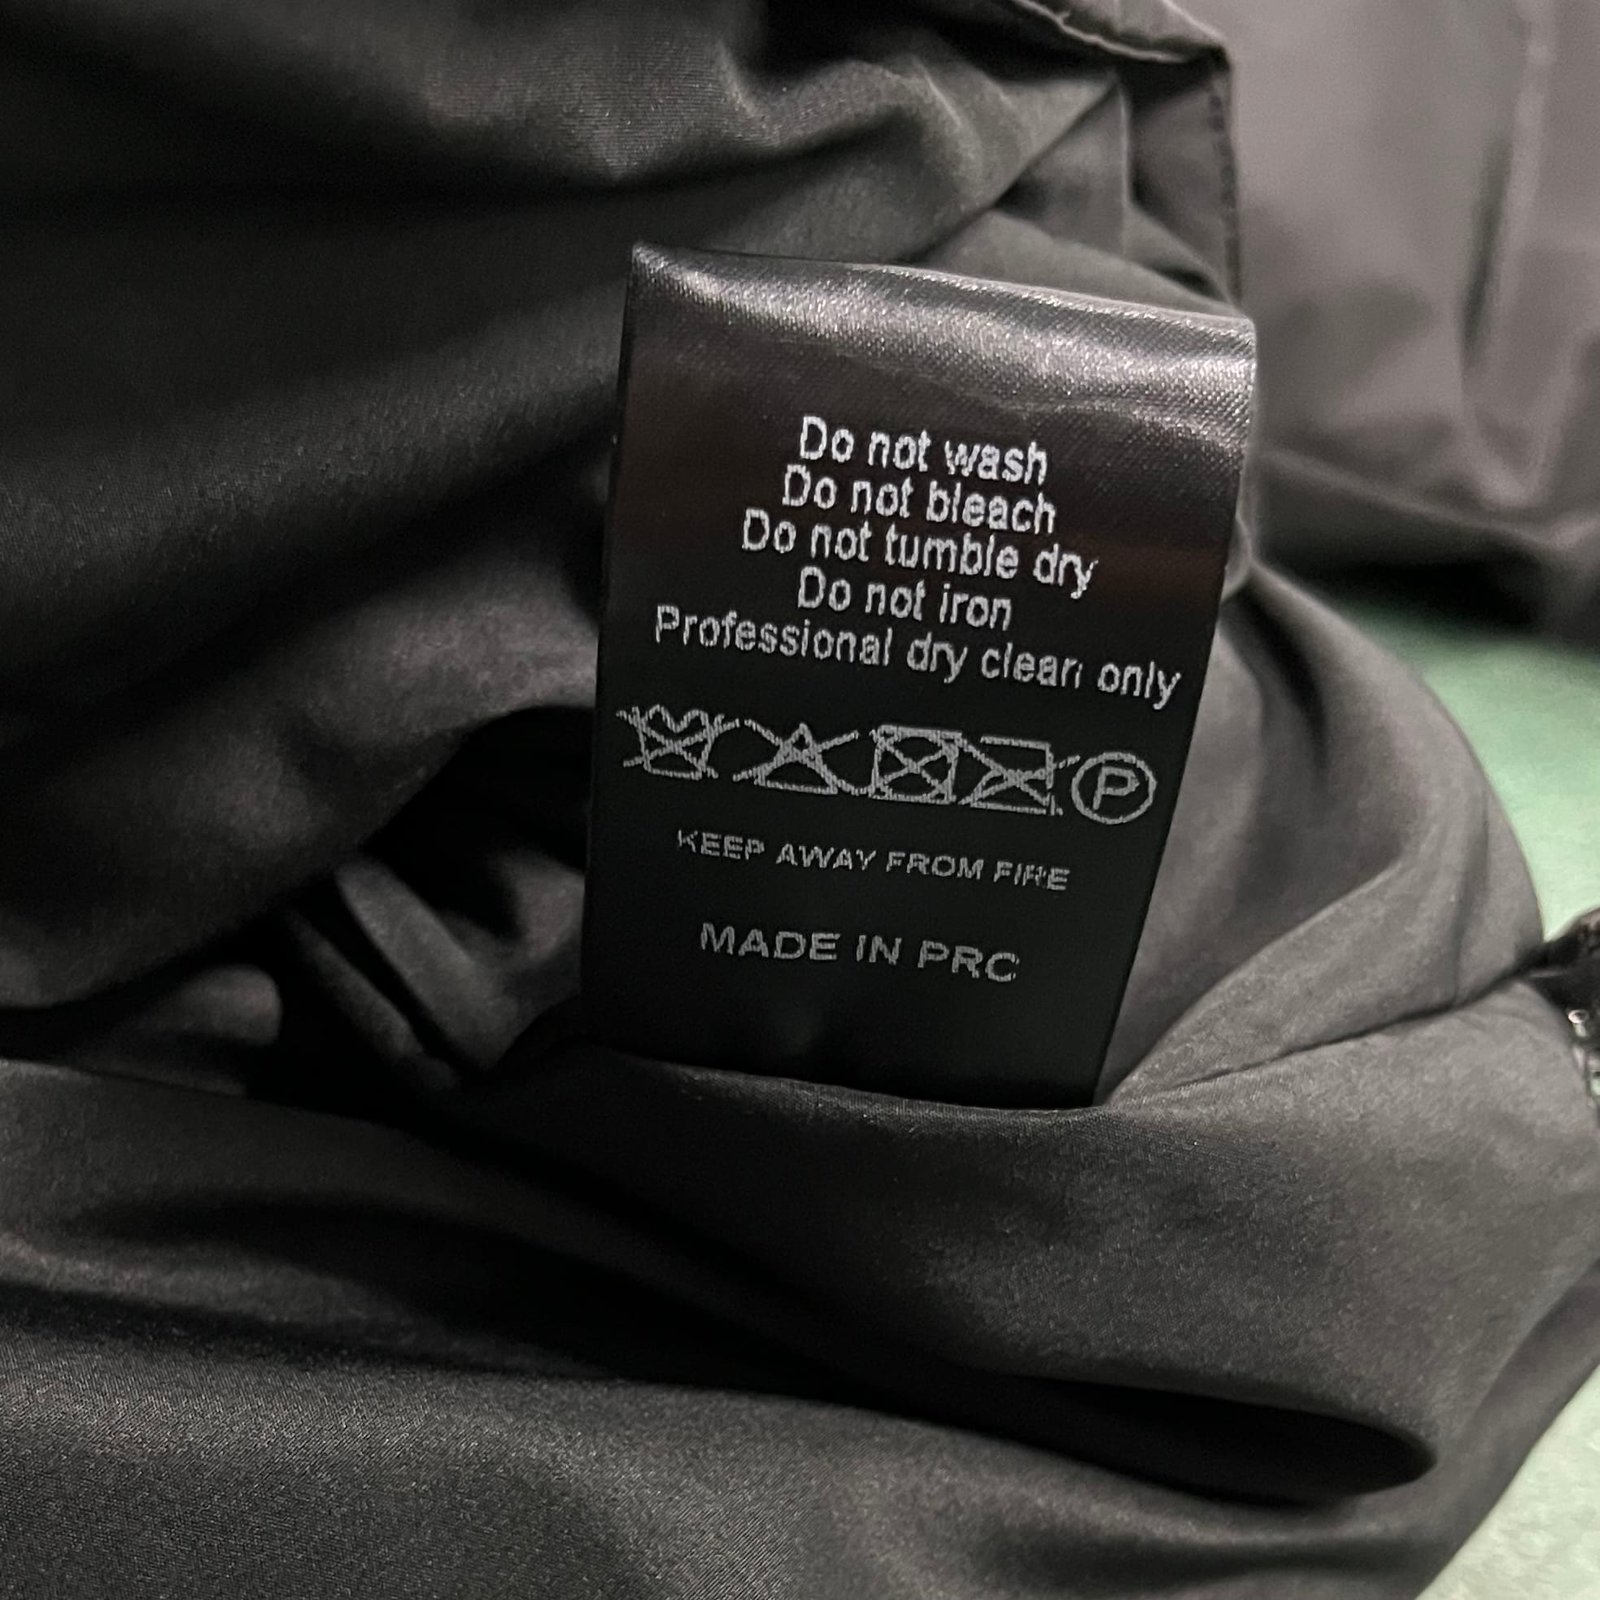 Do not wash
Do not bleach
Do not tumble dry
Do not iron
Professional dry clean only
P
KEEP AWAY FROM FIRE
MADE IN PRC